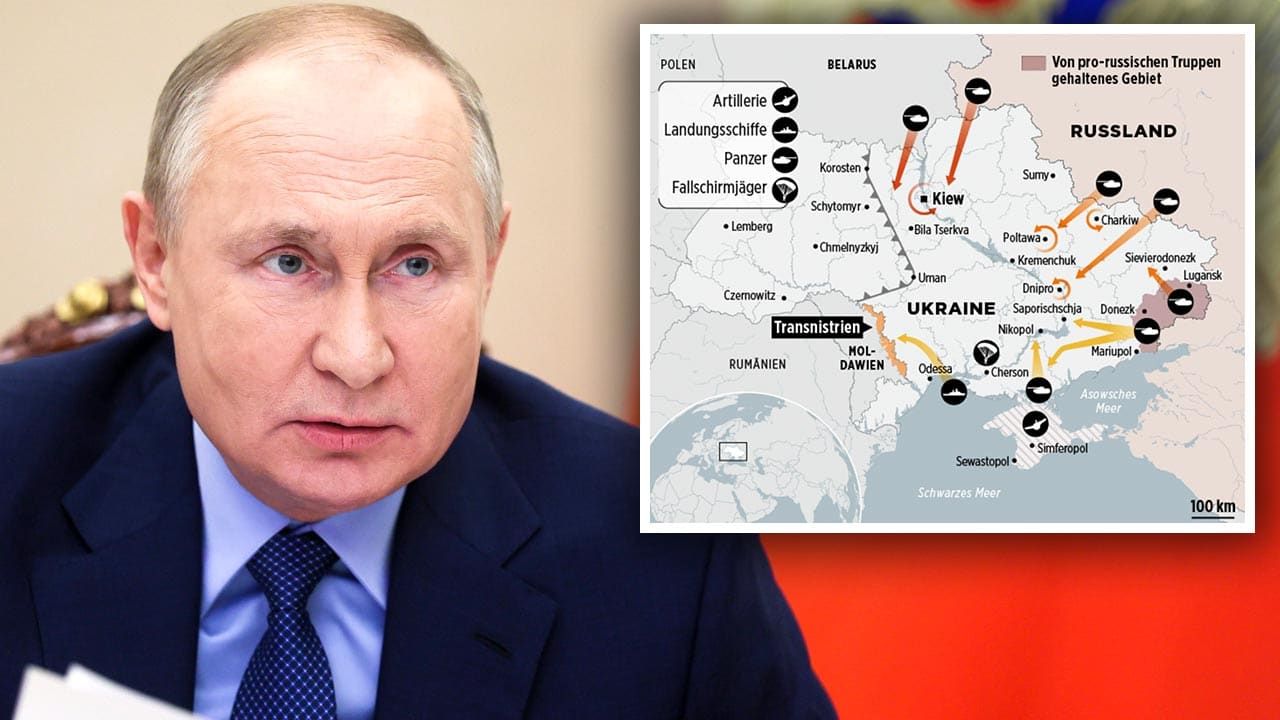 POLEN
BELARUS
Von pro-russischen Truppen
gehaltenes Gebiet
Artillerie
Landungsschiffe
Panzer
Fallschirmjäger
RUSSLAND
Korosten
Sumy
Schytomyr
Kiew
Lemberg
Bila Tserkva
Charkiw
Poltawa
Chmelnyzkyj
Kremenchuk
Sievierodonezk
Uman
Lugansk
Czernowitz
Dnipro
UKRAINE
Saporischschja
Donezk
Transnistrien
Nikopol
MOL-
DAWIEN
Mariupol
RUMÄNIEN
Odessa
Cherson
Asowsches
Meer
Simferopol
Sewastopol
Schwarzes Meer
100 km